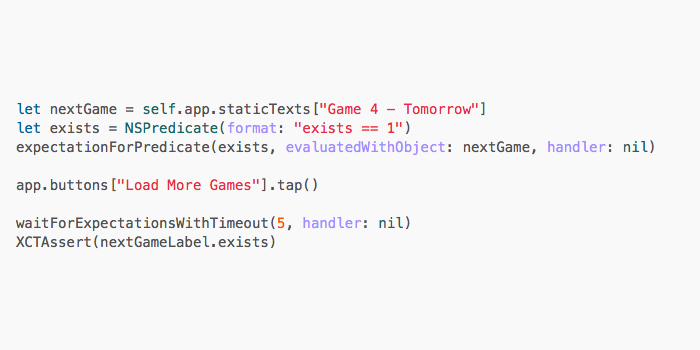 let nextGame = self.app.staticTexts["Game 4 - Tomorrow"]
let exists = NSPredicate(format: "exists == 1")
expectationForPredicate(exists, evaluatedWithObject: nextGame, handler: nil)
app.buttons["Load More Games"].tap()
waitForExpectationsWithTimeout(5, handler: nil)
XCTAssert(nextGameLabel.exists)